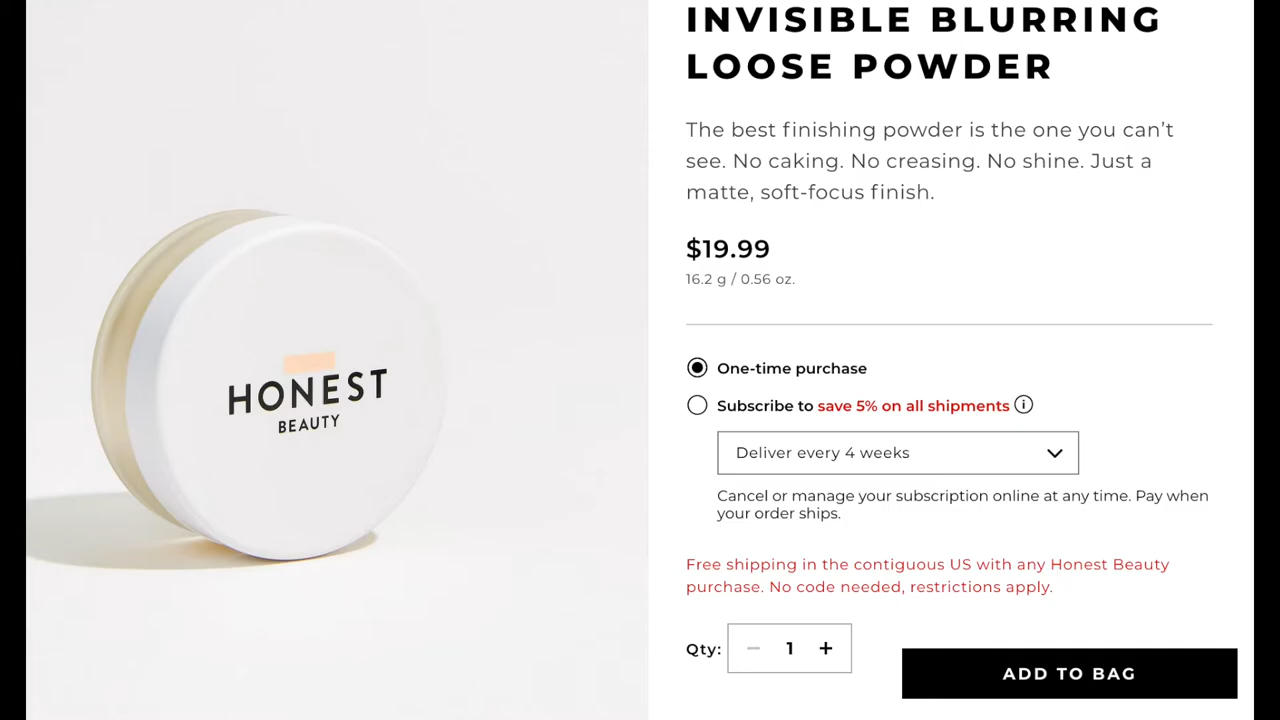 INVISIBLE BLURRING
LOOSE POWDER
The best finishing powder is the one you can’t
see. No caking. No creasing. No shine. Just a
matte, soft-focus finish.
$19.99
16.2 g / 0.56 oz.
One-time purchase
Subscribe to save 5% on all shipments
Deliver every 4 weeks
Cancel or manage your subscription online at any time. Pay when
your order ships.
Free shipping in the contiguous US with any Honest Beauty
purchase. No code needed, restrictions apply.
Qty: − 1 +
ADD TO BAG
HONEST
BEAUTY